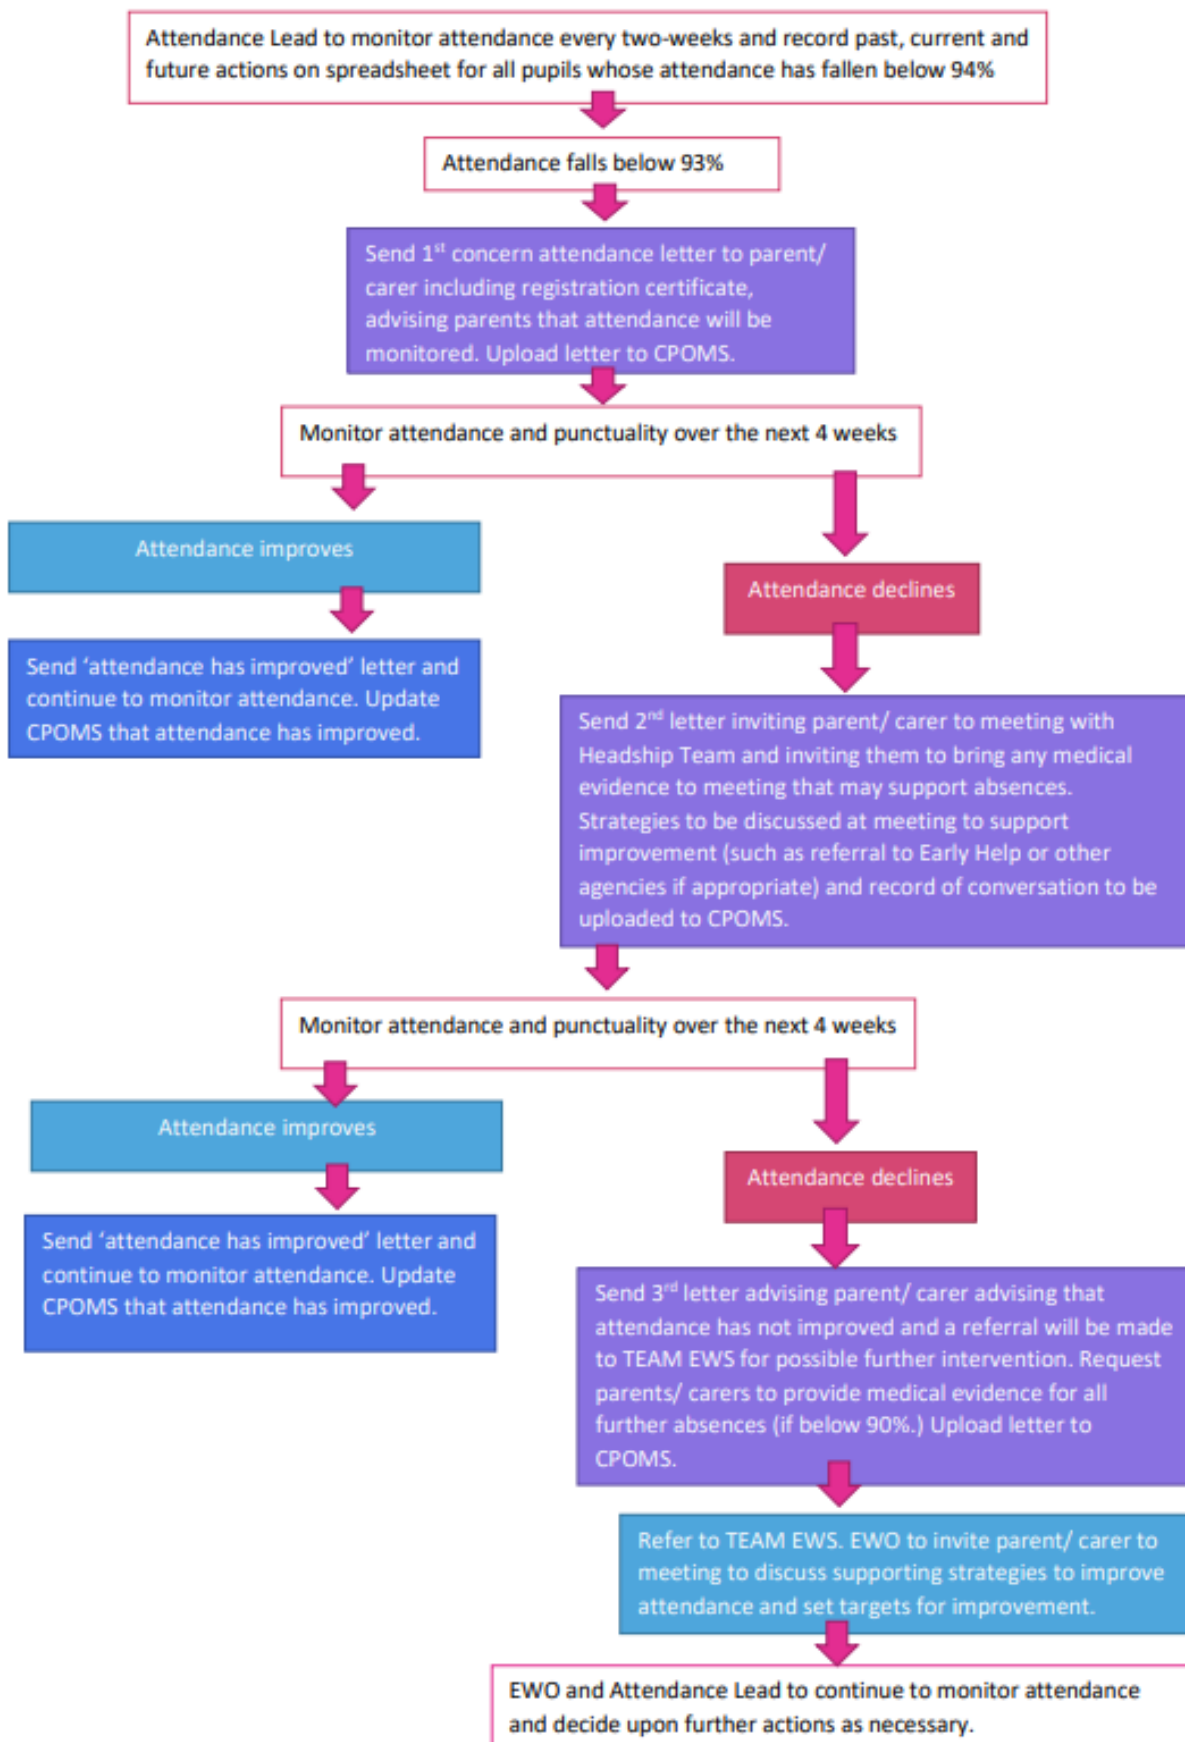 Attendance Lead to monitor attendance every two-weeks and record past, current and
future actions on spreadsheet for all pupils whose attendance has fallen below 94%
Attendance falls below 93%
Send 1st concern attendance letter to parent/
carer including registration certificate,
advising parents that attendance will be
monitored. Upload letter to CPOMS.
Monitor attendance and punctuality over the next 4 weeks
Attendance improves
Attendance declines
Send ‘attendance has improved’ letter and
continue to monitor attendance. Update
CPOMS that attendance has improved.
Send 2nd letter inviting parent/ carer to meeting with
Headship Team and inviting them to bring any medical
evidence to meeting that may support absences.
Strategies to be discussed at meeting to support
improvement (such as referral to Early Help or other
agencies if appropriate) and record of conversation to be
uploaded to CPOMS.
Monitor attendance and punctuality over the next 4 weeks
Attendance improves
Attendance declines
Send ‘attendance has improved’ letter and
continue to monitor attendance. Update
CPOMS that attendance has improved.
Send 3rd letter advising parent/ carer advising that
attendance has not improved and a referral will be made
to TEAM EWS for possible further intervention. Request
parents/ carers to provide medical evidence for all
further absences (if below 90%.) Upload letter to
CPOMS.
Refer to TEAM EWS. EWO to invite parent/ carer to
meeting to discuss supporting strategies to improve
attendance and set targets for improvement.
EWO and Attendance Lead to continue to monitor attendance
and decide upon further actions as necessary.